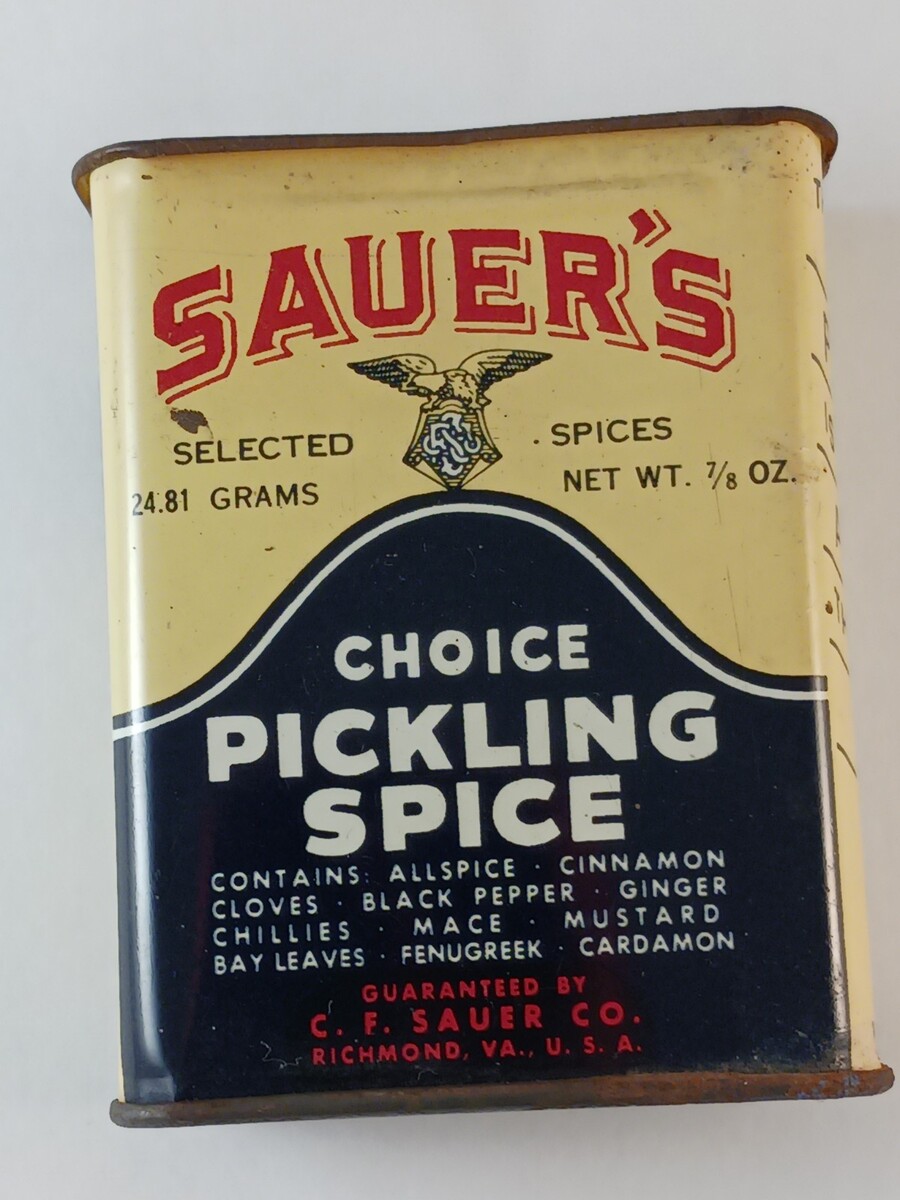 SAUER'S
SELECTED SPICES
24.81 GRAMS NET WT. 7/8 OZ.
CHOICE
PICKLING
SPICE
CONTAINS: ALLSPICE · CINNAMON
CLOVES · BLACK PEPPER · GINGER
CHILLIES · MACE · MUSTARD
BAY LEAVES · FENUGREEK · CARDAMON
GUARANTEED BY
C. F. SAUER CO.
RICHMOND, VA., U. S. A.